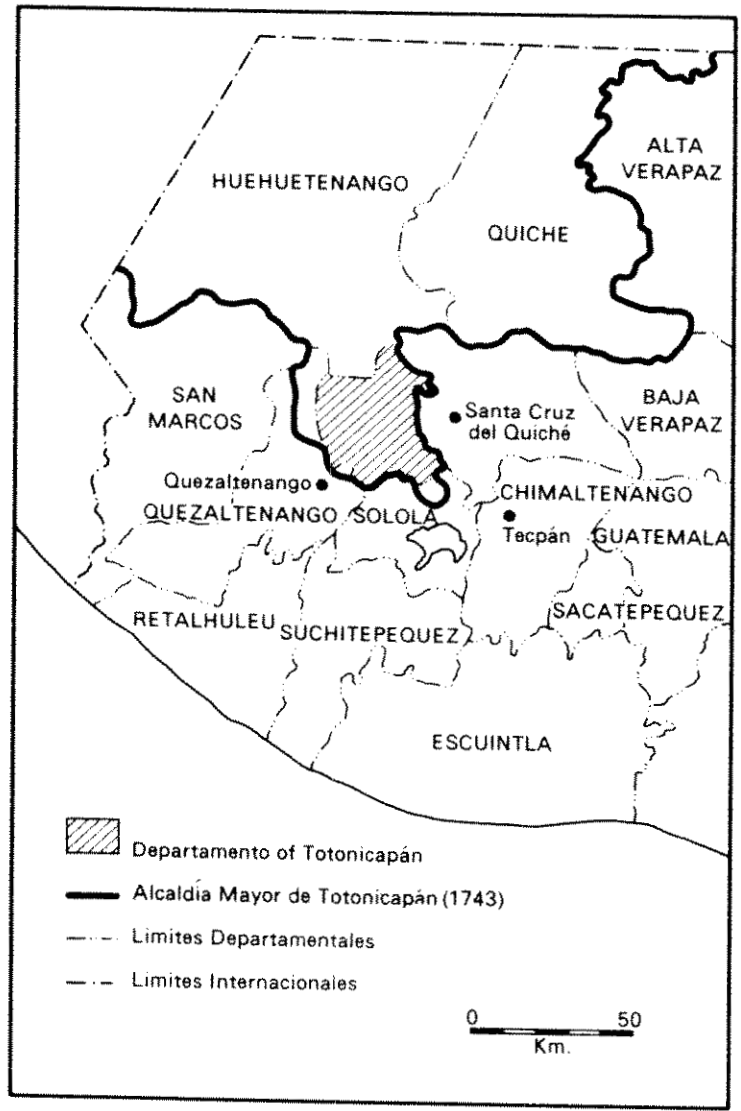 ALTA
VERAPAZ
HUEHUETENANGO
QUICHE
SAN
MARCOS
BAJA
VERAPAZ
Santa Cruz
del Quiché
Quezaltenango
CHIMALTENANGO
QUEZALTENANGO
SOLOLA
Tecpán
GUATEMALA
RETALHULEU
SUCHITEPEQUEZ
SACATEPEQUEZ
ESCUINTLA
Departamento of Totonicapán
Alcaldía Mayor de Totonicapán (1743)
Limites Departamentales
Limites Internacionales
0 50
Km.